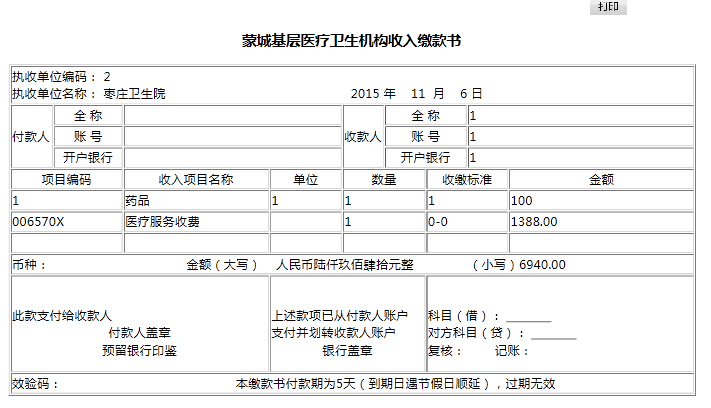 打印
蒙城基层医疗卫生机构收入缴款书
执收单位编码： 2
执收单位名称： 枣庄卫生院 2015 年 11 月 6 日
付款人 全 称 收款人 全 称 1
账 号 账 号 1
开户银行 开户银行 1
项目编码 收入项目名称 单位 数量 收缴标准 金额
1 药品 1 1 1 100
006570X 医疗服务收费 1 0-0 1388.00
币种： 金额（大写） 人民币陆仟玖佰肆拾元整 （小写）6940.00
此款支付给收款人
付款人盖章
预留银行印鉴
上述款项已从付款人账户
支付并划转收款人账户
银行盖章
科目（借）： _______
对方科目（贷）： _______
复核： 记账：
效验码： 本缴款书付款期为5天（到期日遇节假日顺延），过期无效